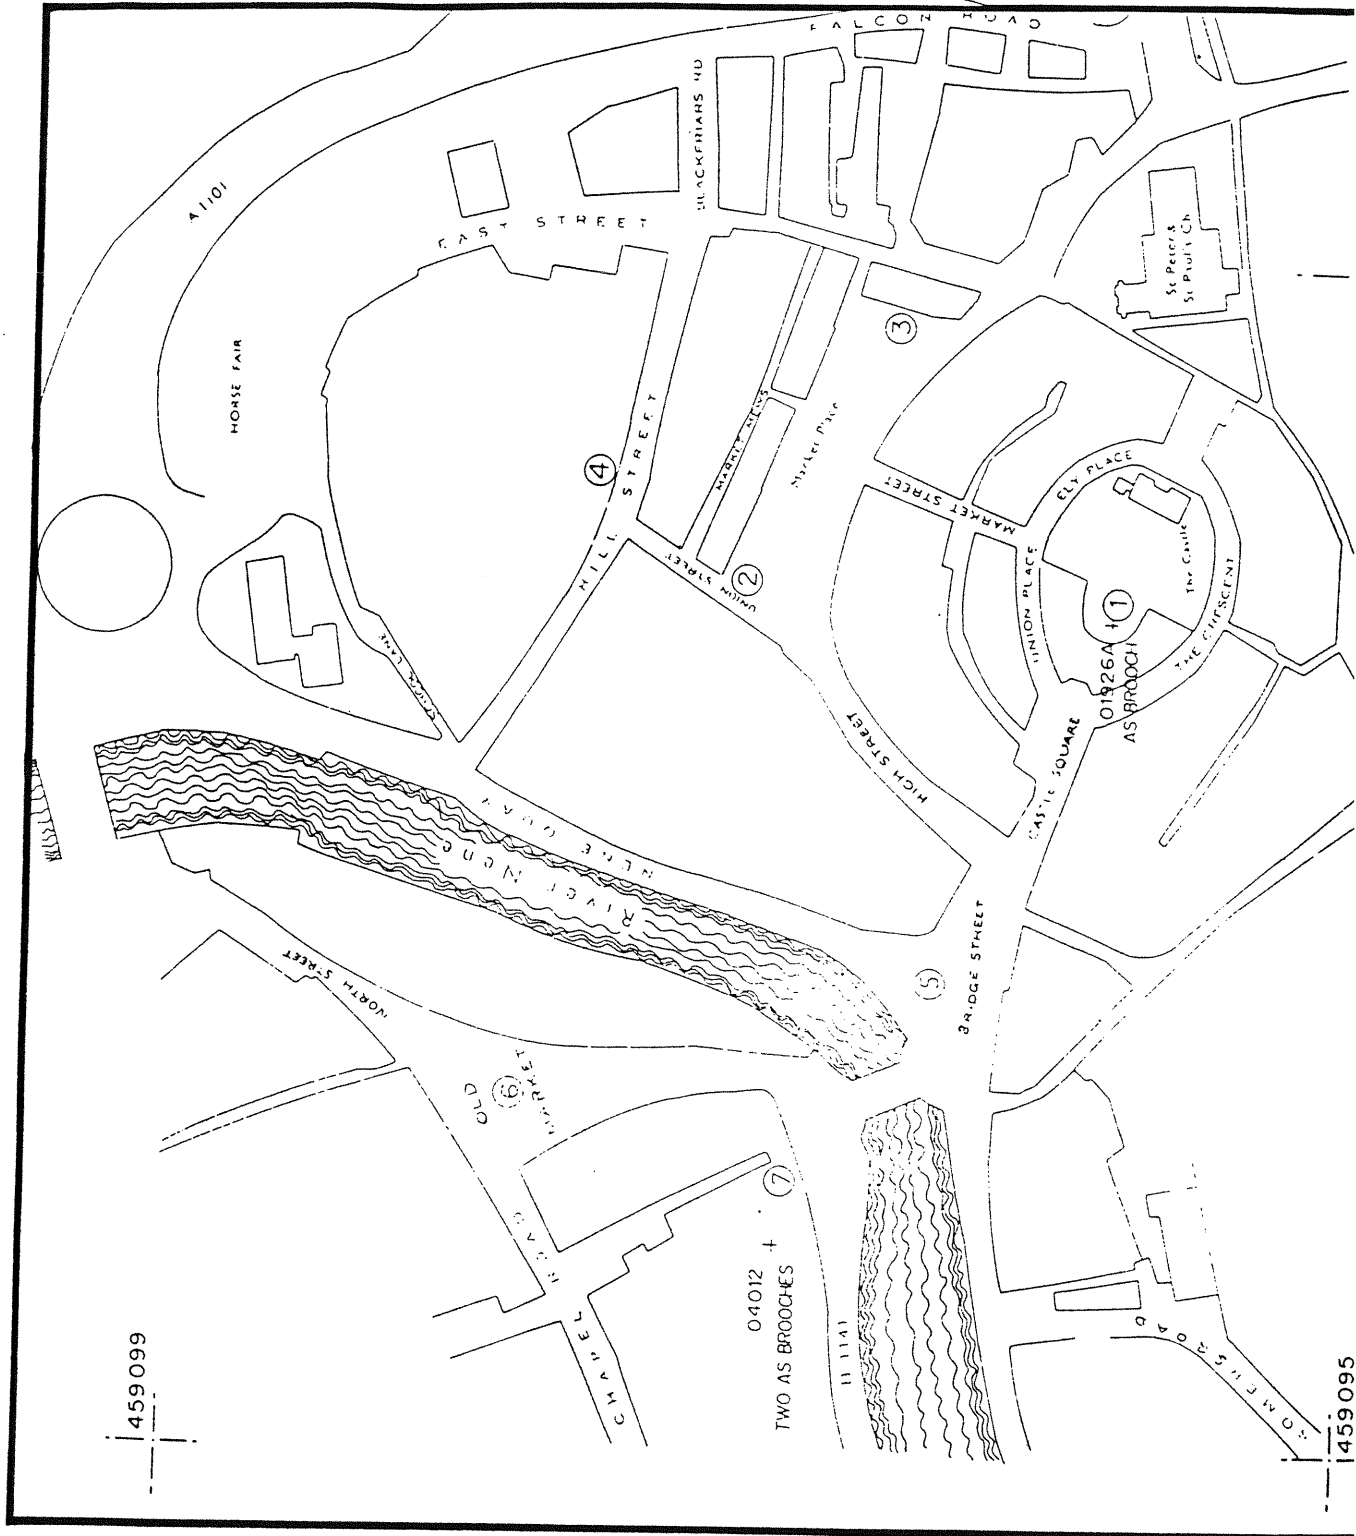 FALCON ROAD
A1101
BLACKFRIARS RD
EAST STREET
HORSE FAIR
St Peter &
St Paul's Ch
3
MARKET MEWS
Market Place
HILL STREET
4
MARKET STREET
ELY PLACE
The Castle
2
UNION STREET
UNION PLACE
THE CRESCENT
1
01926A +
AS BROOCH
HIGH STREET
CASTLE SQUARE
NENE QUAY
River Nene
NORTH STREET
5
BRIDGE STREET
OLD
MARKET
6
7
04012 +
TWO AS BROOCHES
CHAPEL ROAD
SOMERS ROAD
459099
459095